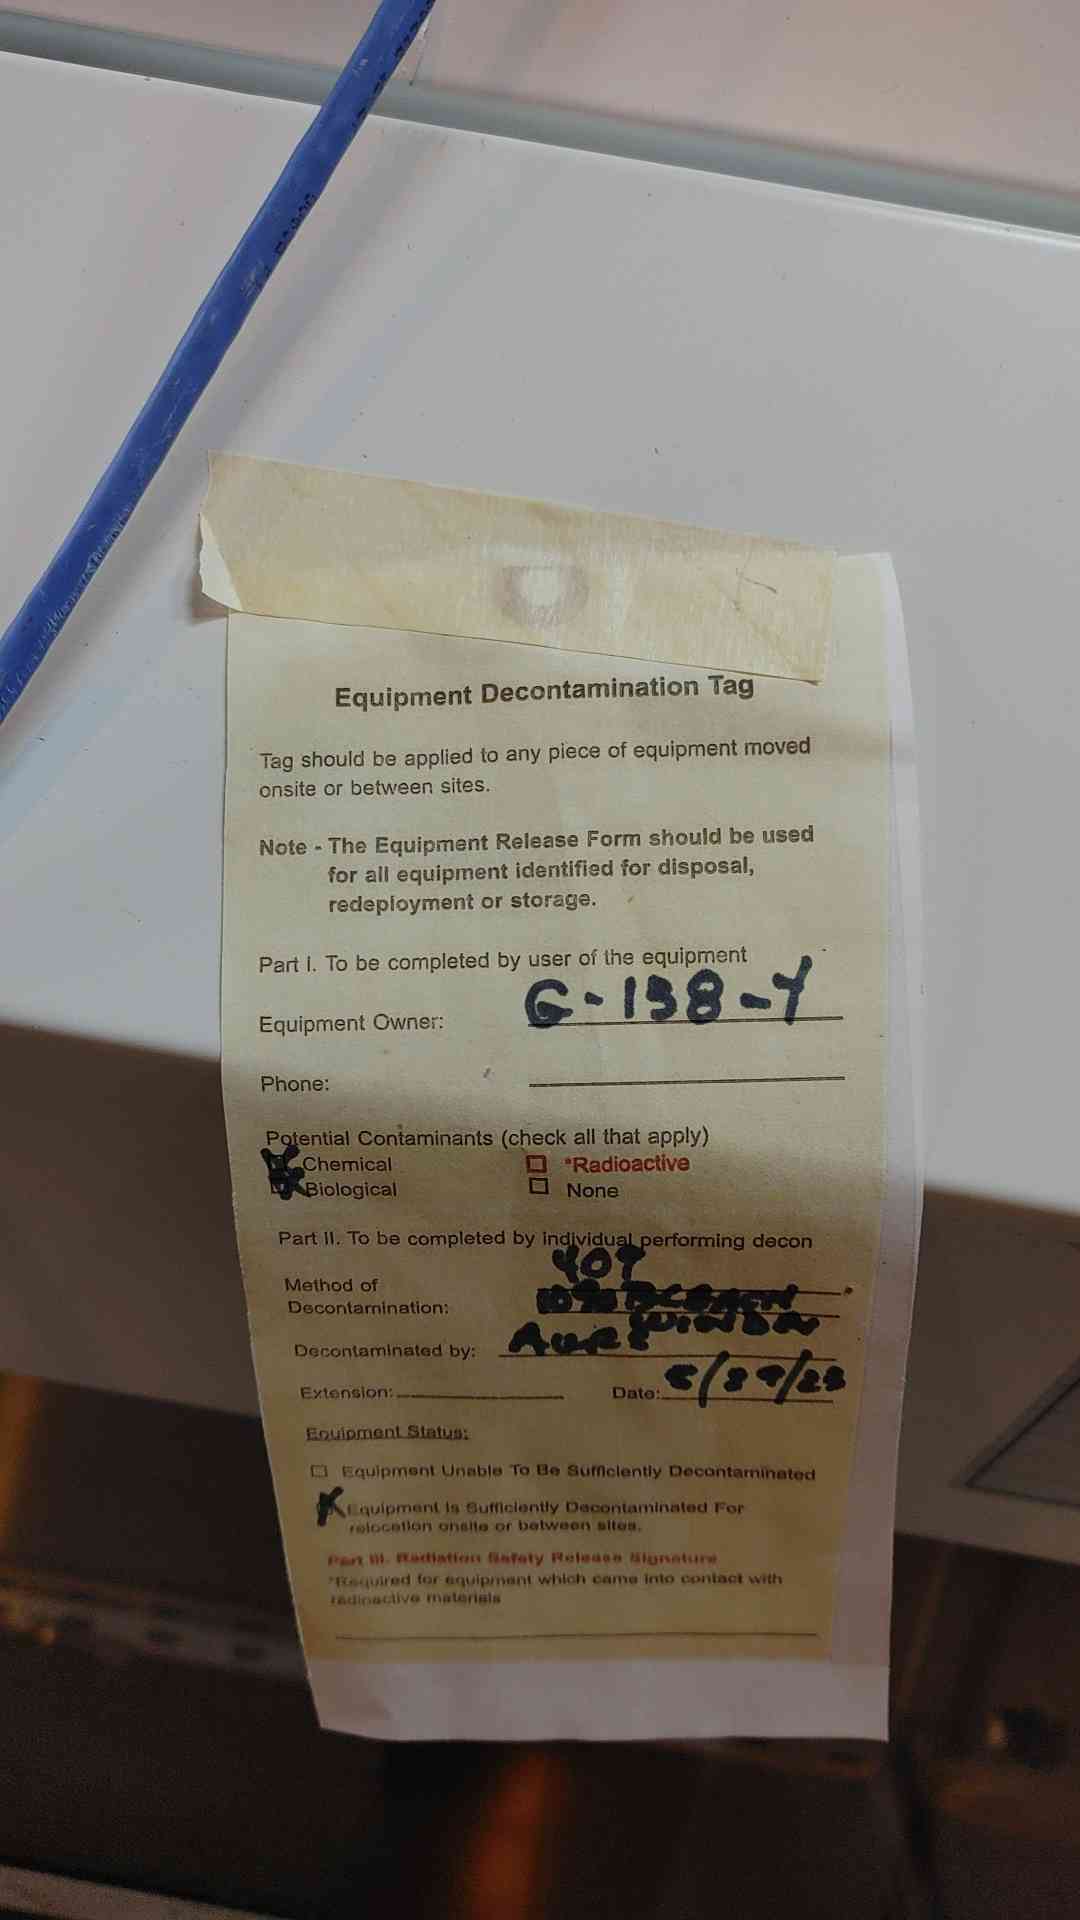 Equipment Decontamination Tag
Tag should be applied to any piece of equipment moved
onsite or between sites.
Note - The Equipment Release Form should be used
for all equipment identified for disposal,
redeployment or storage.
Part I. To be completed by user of the equipment
Equipment Owner: G-138-Y
Phone:
Potential Contaminants (check all that apply)
Chemical *Radioactive
Biological None
Part II. To be completed by individual performing decon
409
Method of
Decontamination:
Decontaminated by:
Extension: Date:
Equipment Status:
Equipment Unable To Be Sufficiently Decontaminated
Equipment Is Sufficiently Decontaminated For
relocation onsite or between sites.
Part III. Radiation Safety Release Signature
*Required for equipment which came into contact with
radioactive materials